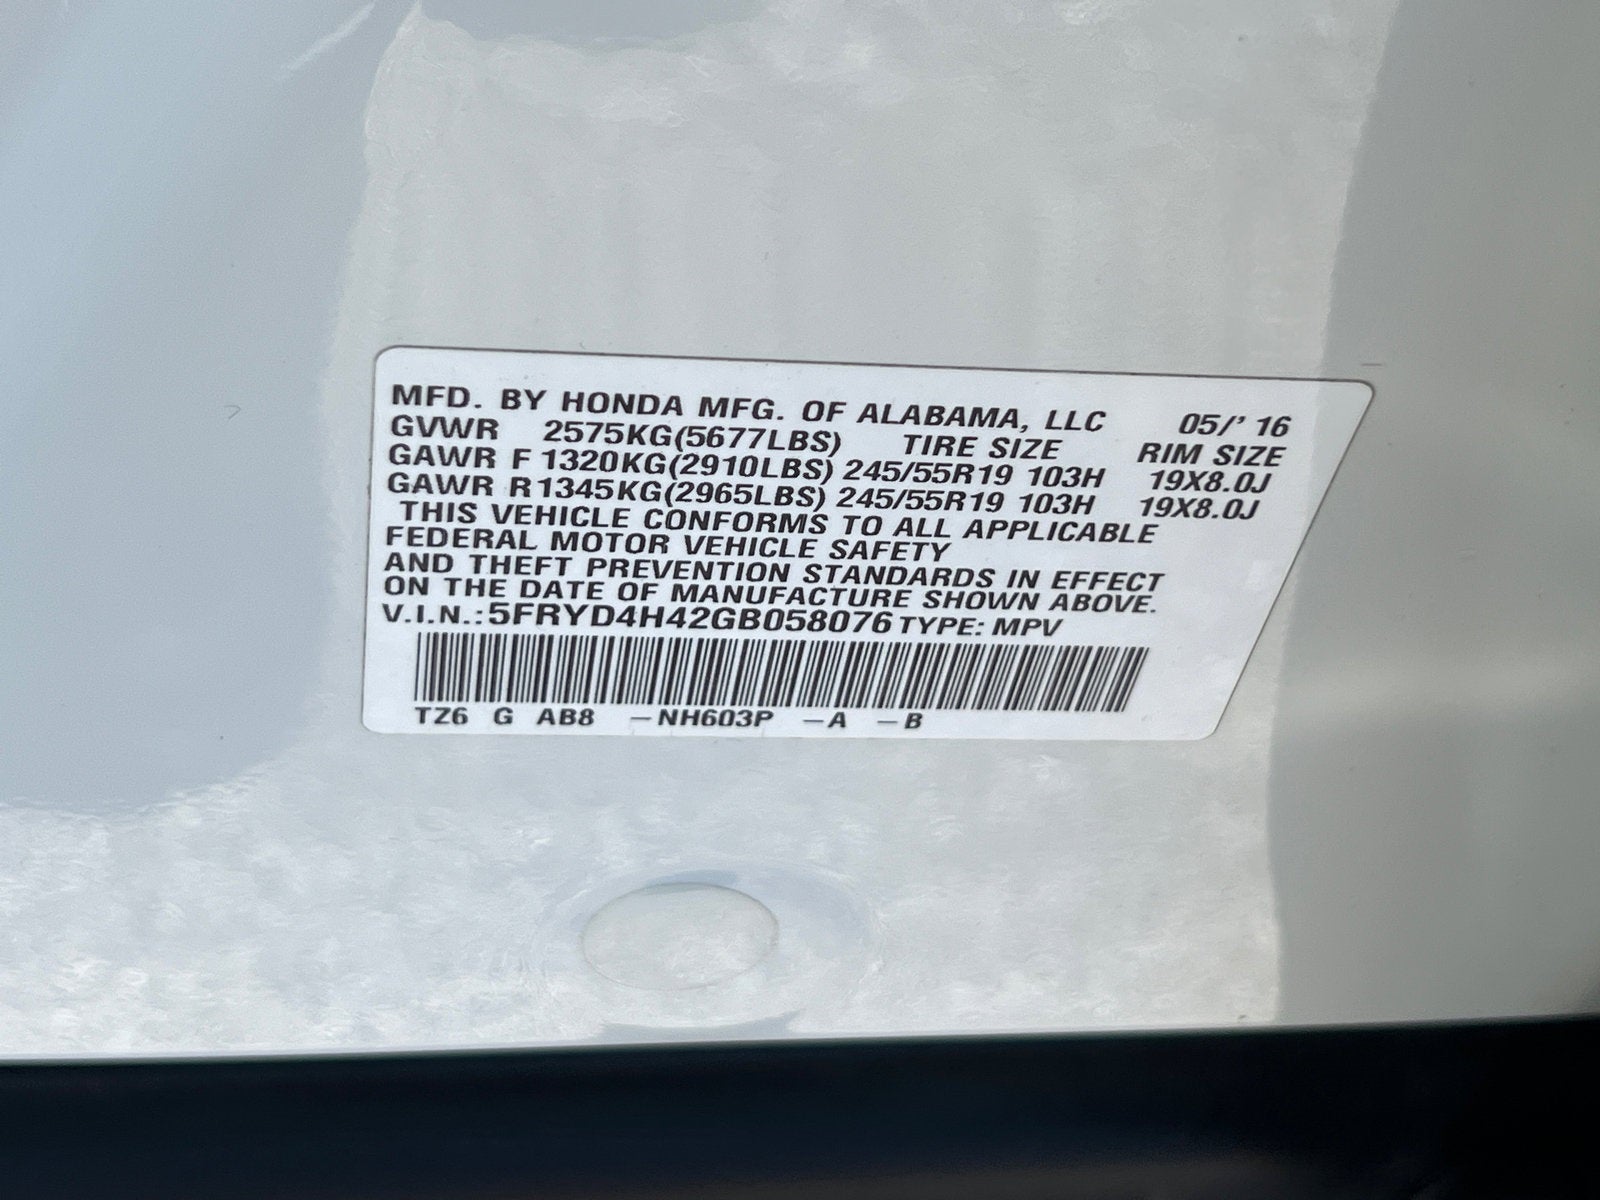 MFD. BY HONDA MFG. OF ALABAMA, LLC 05/' 16
GVWR 2575KG(5677LBS) TIRE SIZE RIM SIZE
GAWR F 1320KG(2910LBS) 245/55R19 103H 19X8.0J
GAWR R1345KG(2965LBS) 245/55R19 103H 19X8.0J
THIS VEHICLE CONFORMS TO ALL APPLICABLE
FEDERAL MOTOR VEHICLE SAFETY
AND THEFT PREVENTION STANDARDS IN EFFECT
ON THE DATE OF MANUFACTURE SHOWN ABOVE.
V.I.N.:5FRYD4H42GB058076 TYPE: MPV
TZ6 G AB8 -NH603P -A -B